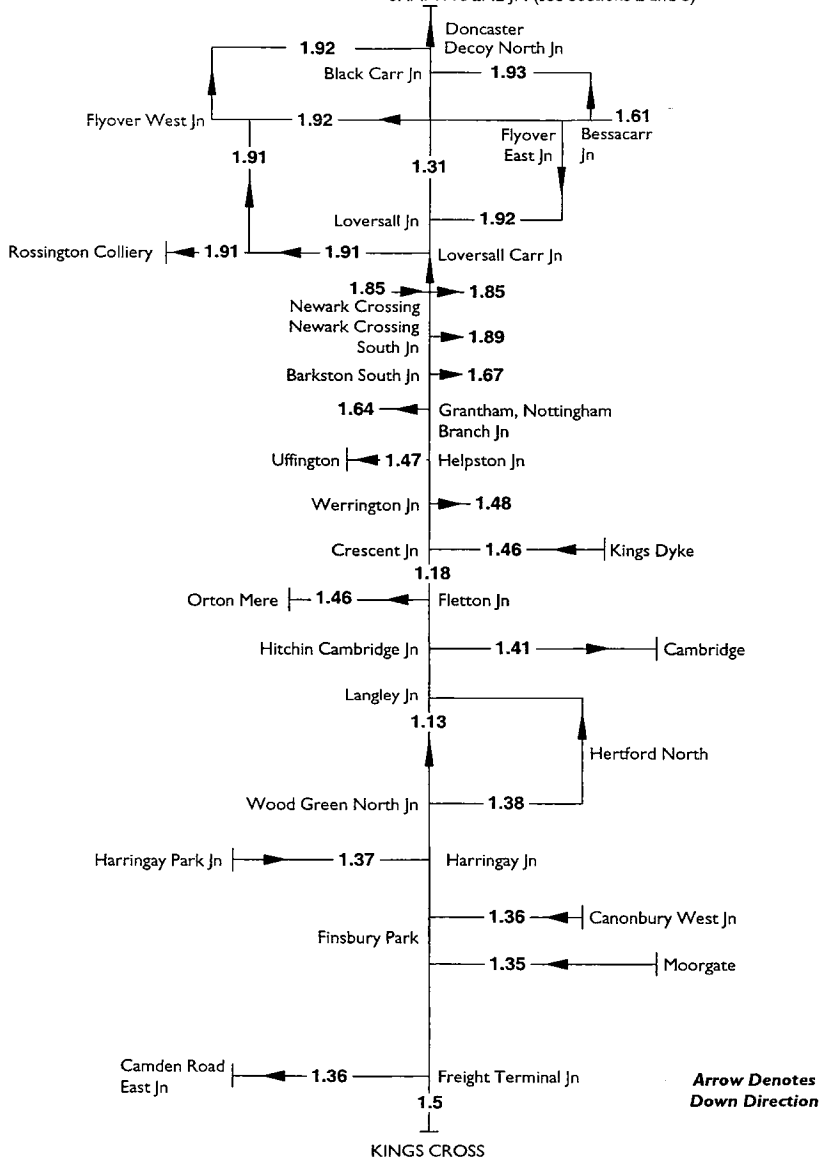 Doncaster
1.92
Decoy North Jn
Black Carr Jn
1.93
Flyover West Jn
1.92
1.61
Flyover
East Jn
Bessacarr
Jn
1.91
1.31
Loversall Jn
1.92
Rossington Colliery
1.91
1.91
Loversall Carr Jn
1.85
1.85
Newark Crossing
Newark Crossing
South Jn
1.89
Barkston South Jn
1.67
1.64
Grantham, Nottingham
Branch Jn
Uffington
1.47
Helpston Jn
Werrington Jn
1.48
Crescent Jn
1.46
Kings Dyke
1.18
Orton Mere
1.46
Fletton Jn
Hitchin Cambridge Jn
1.41
Cambridge
Langley Jn
1.13
Hertford North
Wood Green North Jn
1.38
Harringay Park Jn
1.37
Harringay Jn
1.36
Canonbury West Jn
Finsbury Park
1.35
Moorgate
Camden Road
East Jn
1.36
Freight Terminal Jn
Arrow Denotes
Down Direction
1.5
KINGS CROSS